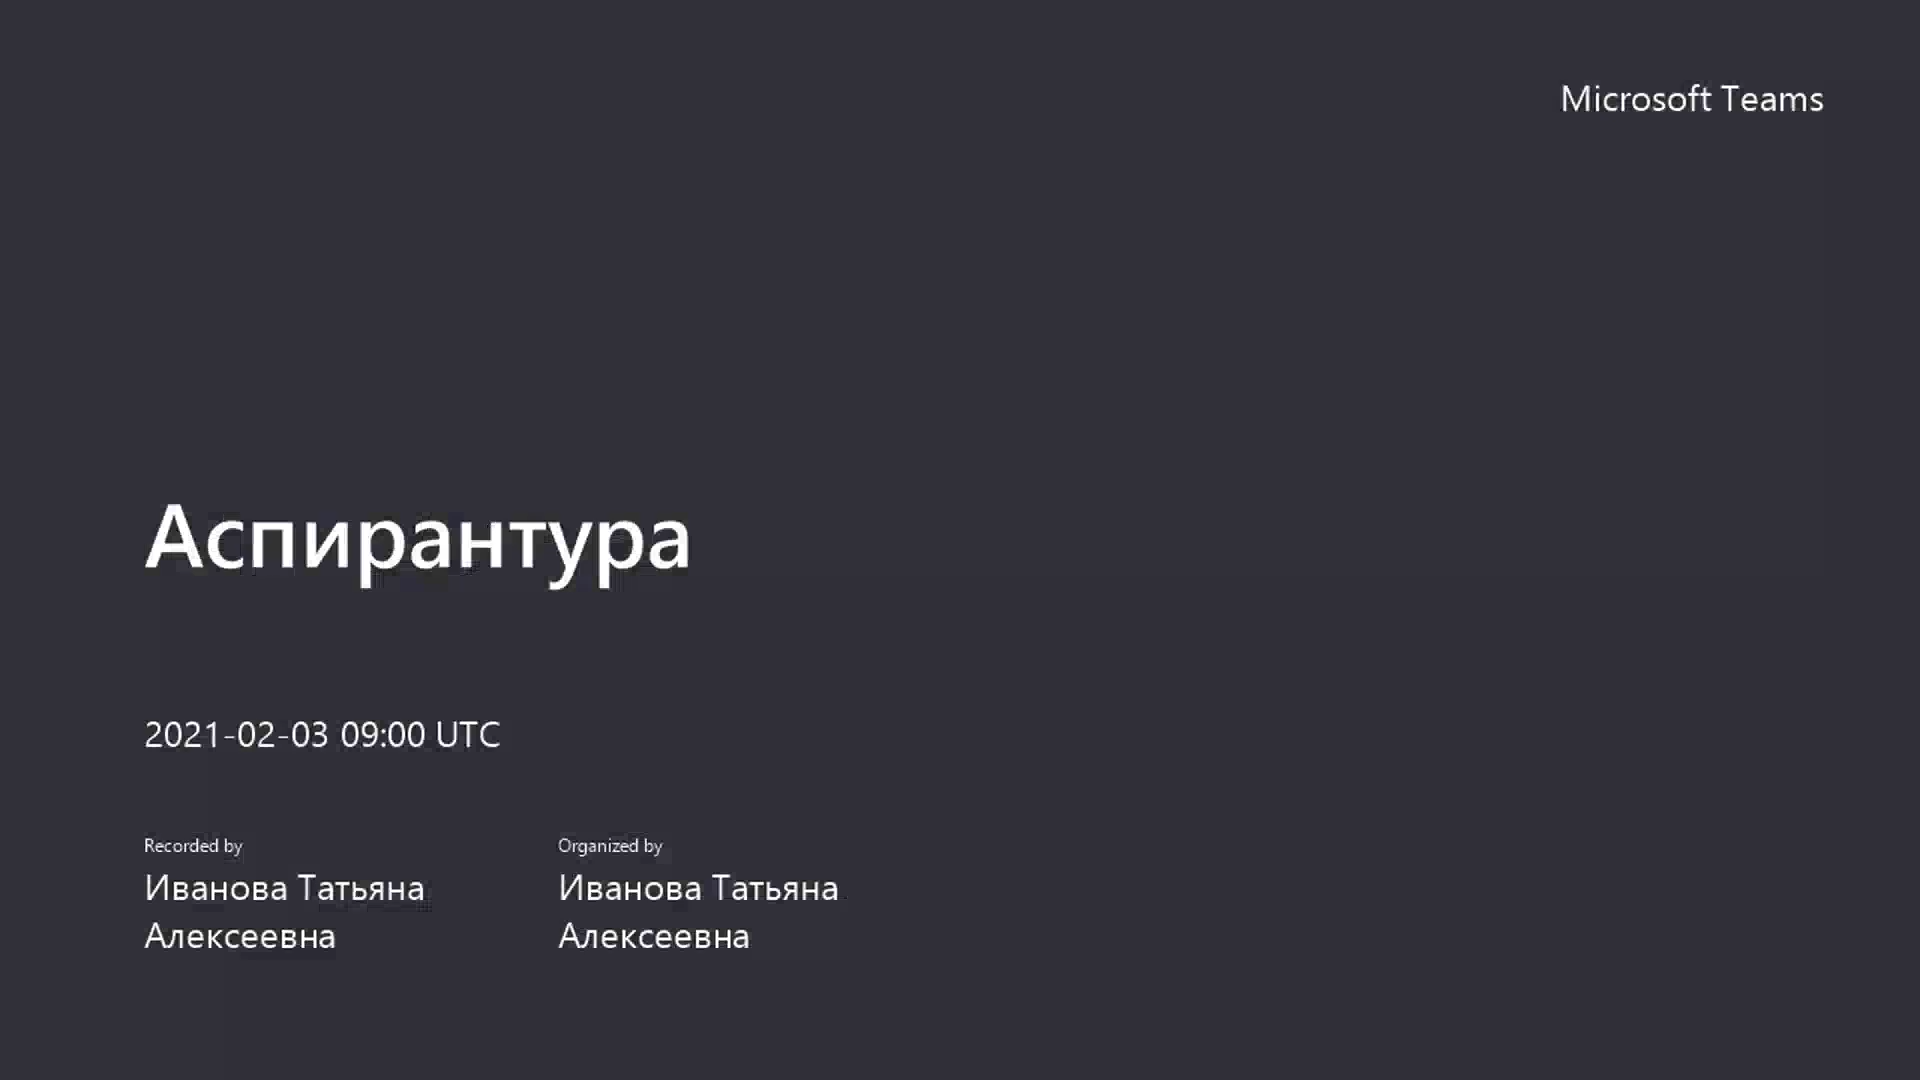 Microsoft Teams
Аспирантура
2021-02-03 09:00 UTC
Recorded by
Иванова Татьяна
Алексеевна
Organized by
Иванова Татьяна
Алексеевна